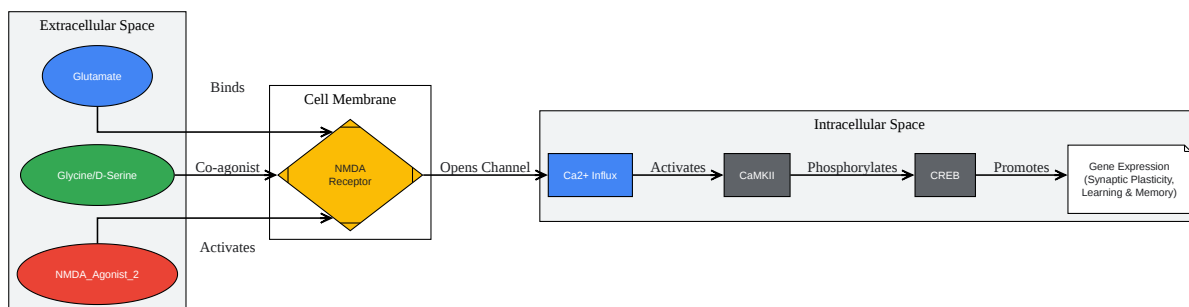 Extracellular Space
Glutamate
Binds
Cell Membrane
Intracellular Space
Glycine/D-Serine
Co-agonist
NMDA
Receptor
Opens Channel
Ca2+ Influx
Activates
CaMKII
Phosphorylates
CREB
Promotes
Gene Expression
(Synaptic Plasticity,
Learning & Memory)
Activates
NMDA_Agonist_2